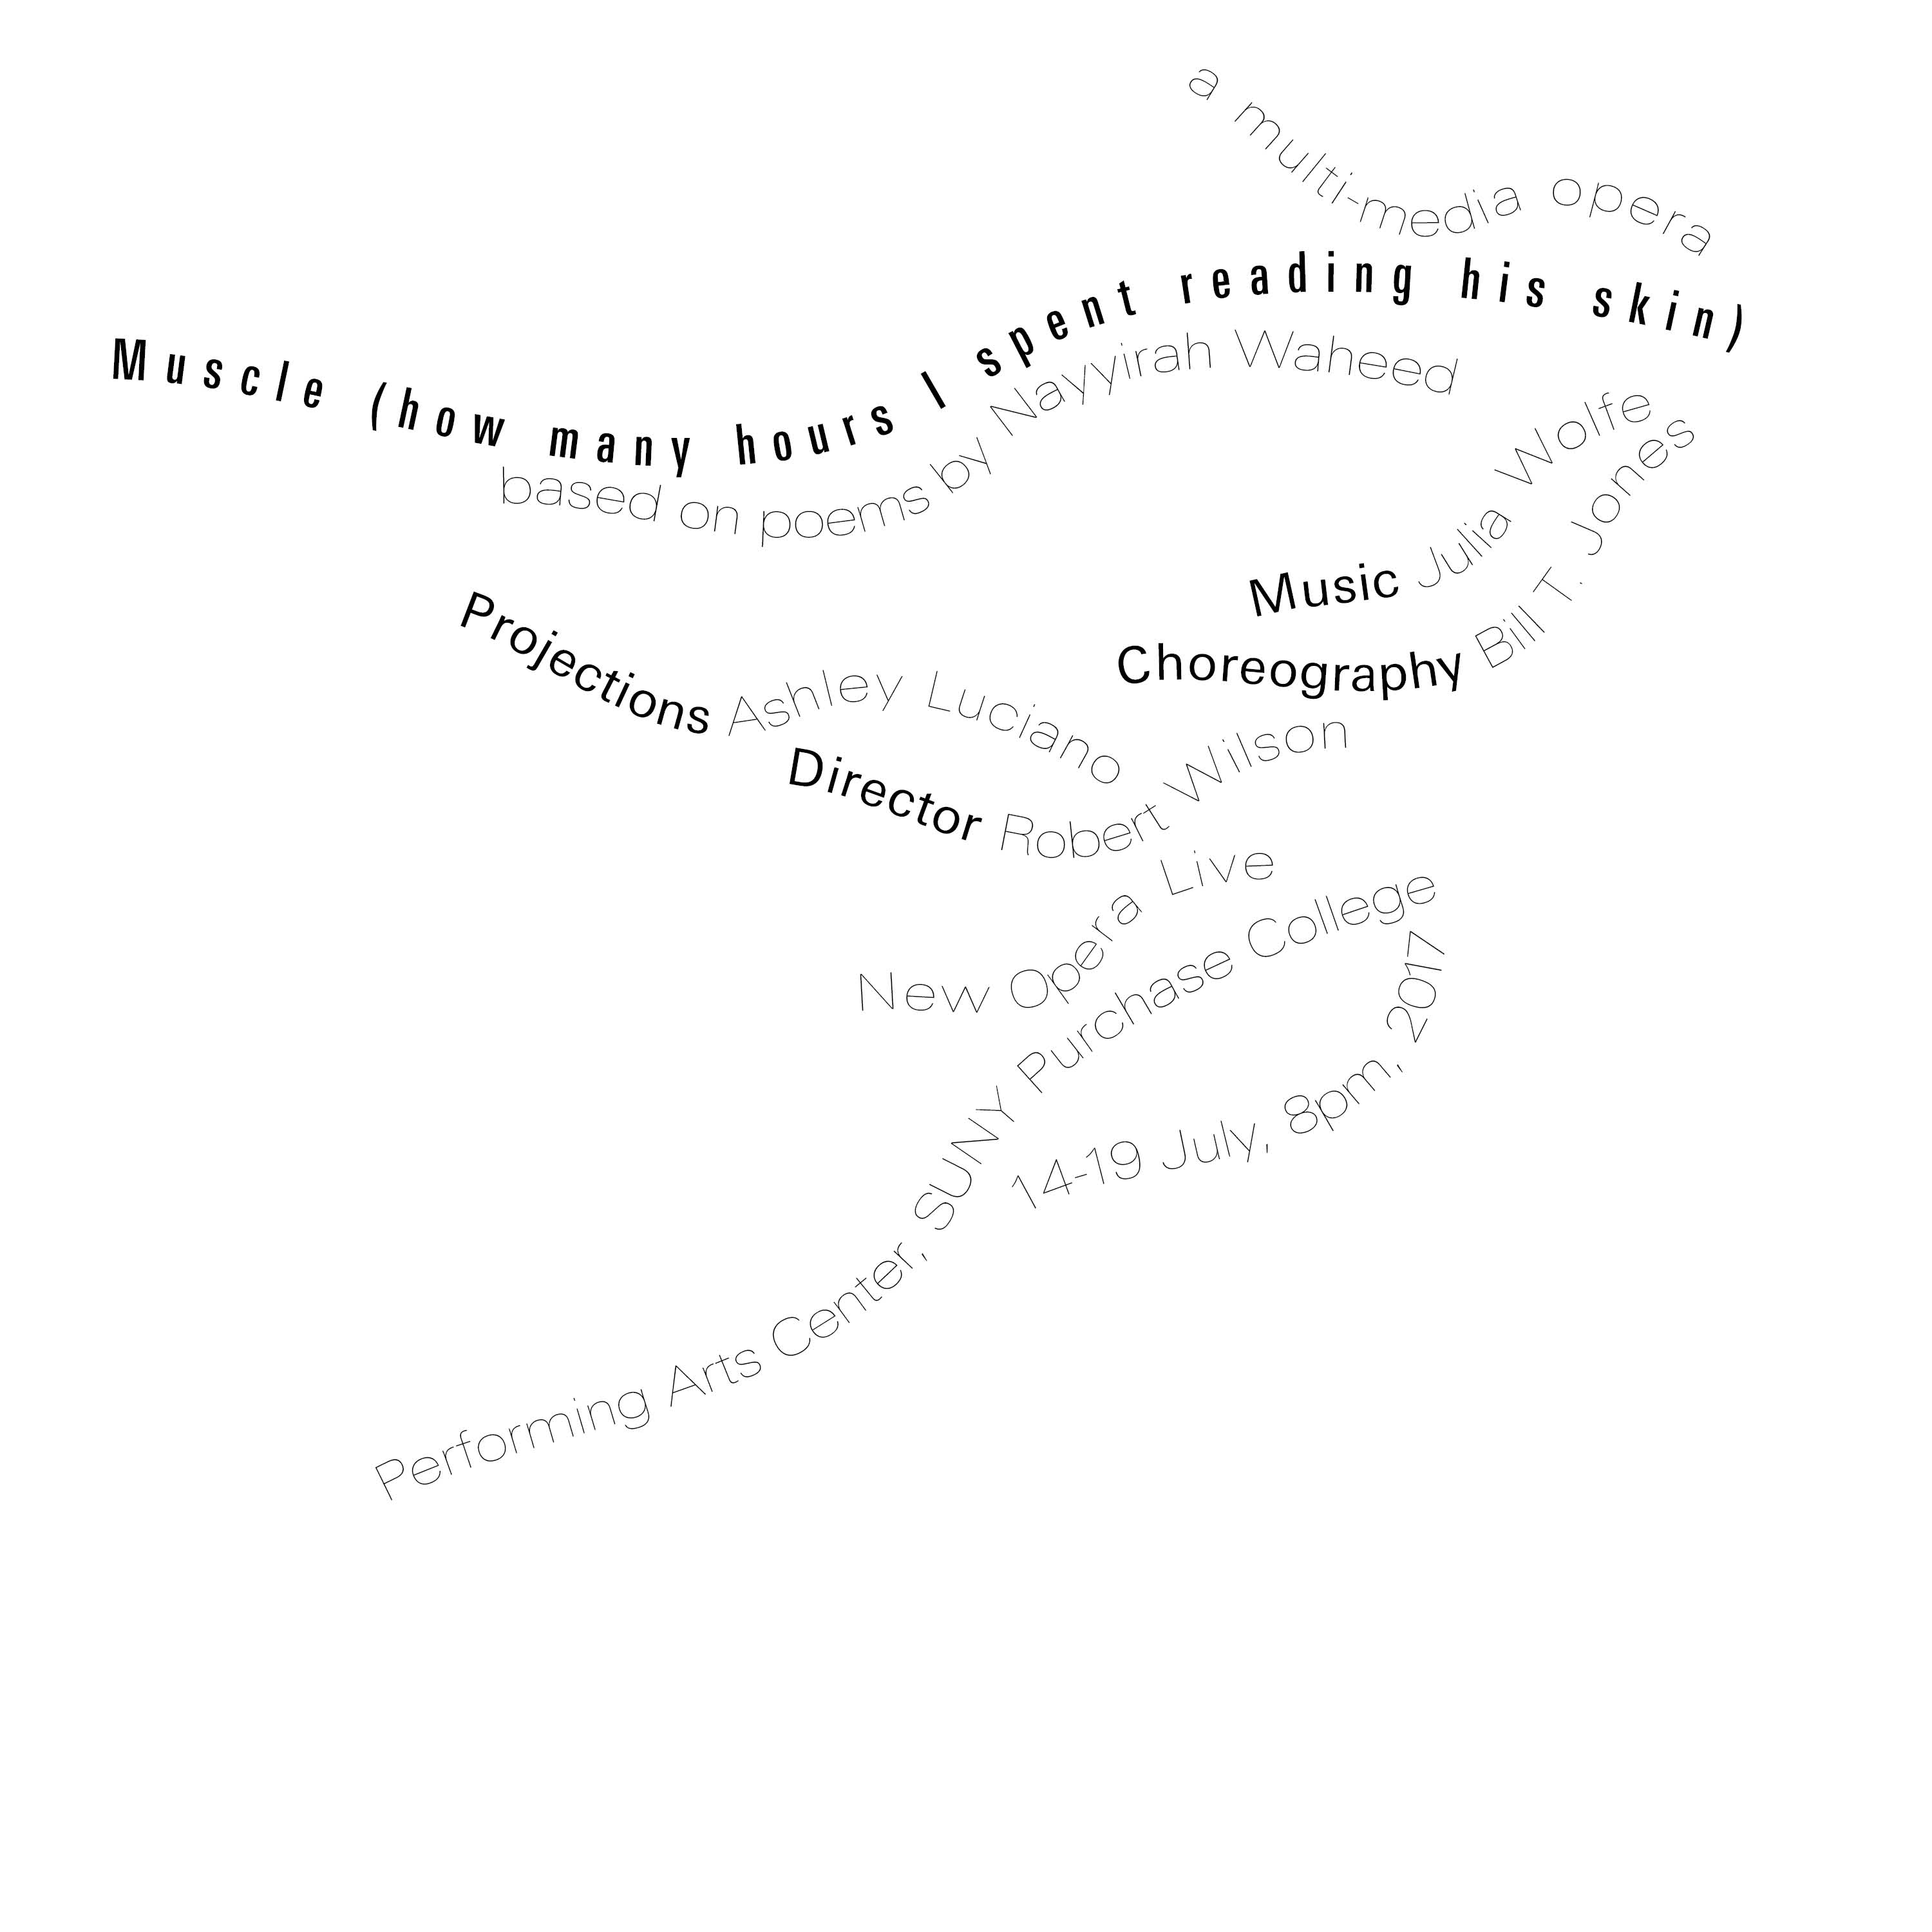 a multi-media opera
Muscle (how many hours I spent reading his skin)
based on poems by Nayyirah Waheed
Music Julia Wolfe
Choreography Bill T. Jones
Projections Ashley Luciano
Director Robert Wilson
New Opera Live
Performing Arts Center, SUNY Purchase College
14-19 July, 8pm, 2017